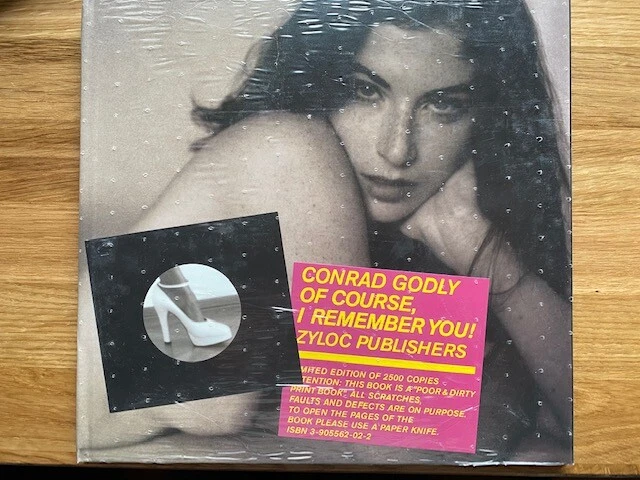 CONRAD GODLY
OF COURSE,
I REMEMBER YOU!
ZYLOC PUBLISHERS
LIMITED EDITION OF 2500 COPIES
ATTENTION: THIS BOOK IS A "POOR & DIRTY
PRINT BOOK". ALL SCRATCHES,
FAULTS AND DEFECTS ARE ON PURPOSE.
TO OPEN THE PAGES OF THE
BOOK PLEASE USE A PAPER KNIFE.
ISBN 3-905562-02-2